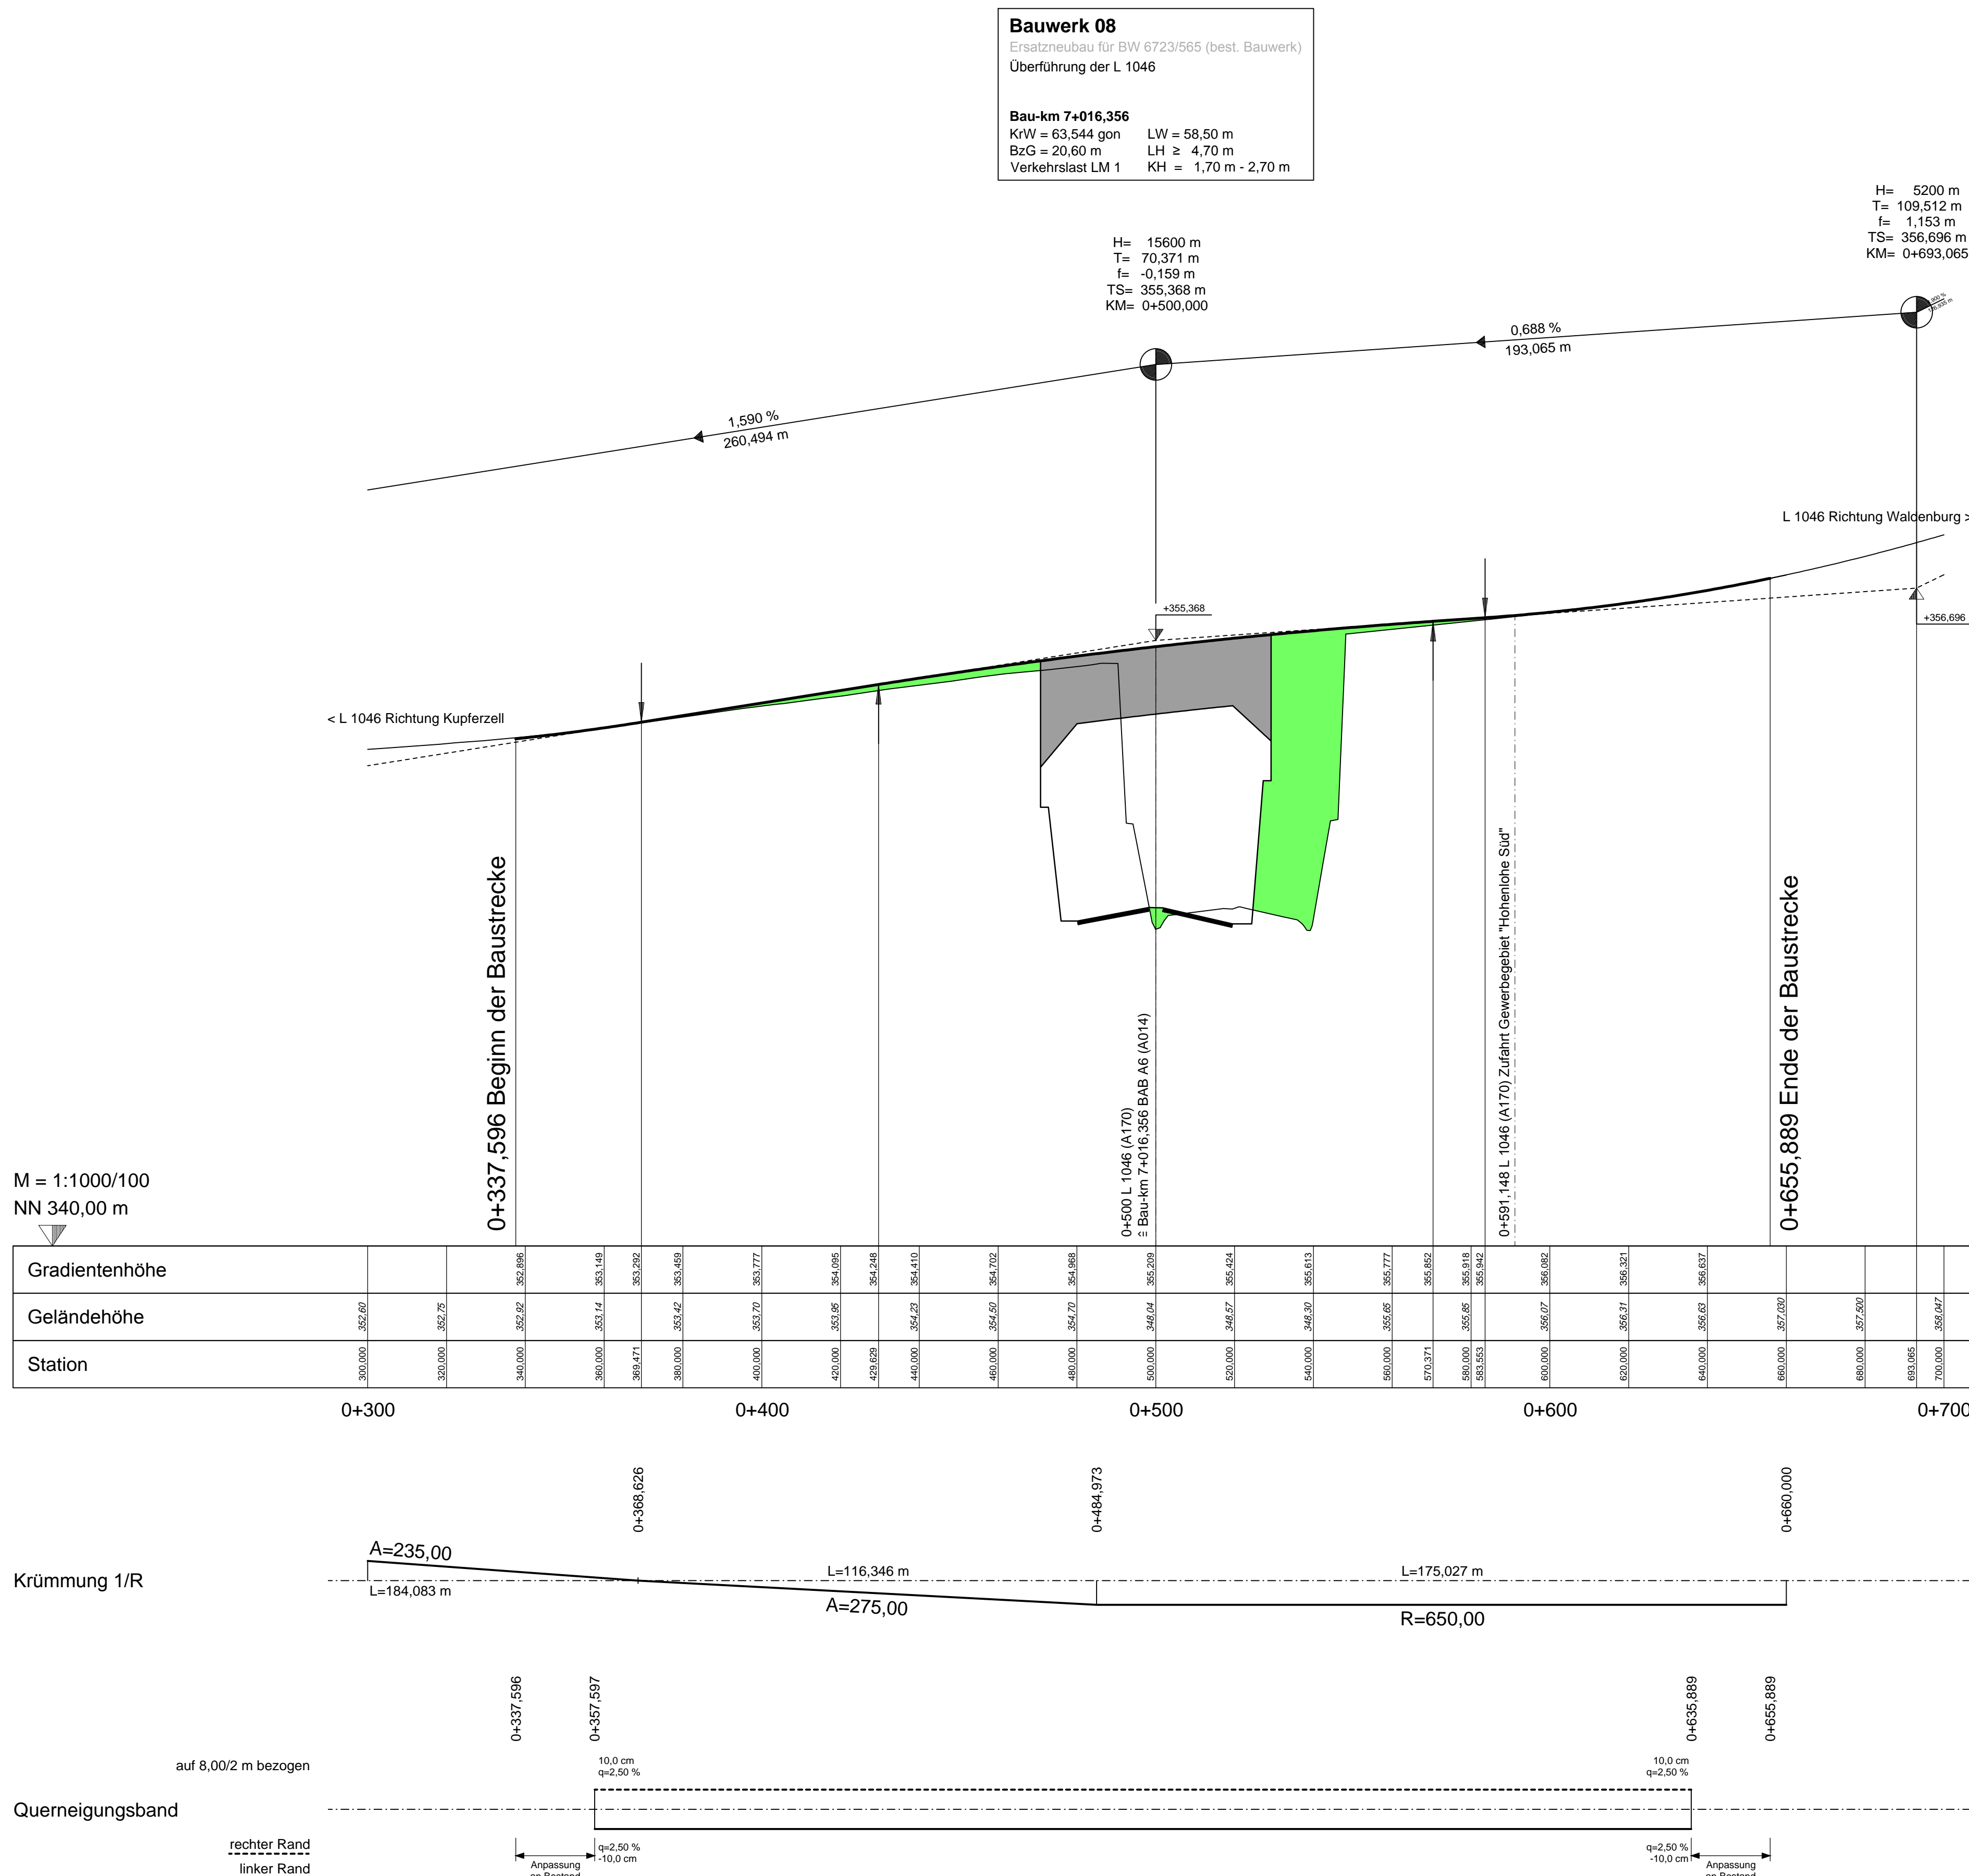 Bauwerk 08
Ersatzneubau für BW 6723/565 (best. Bauwerk)
Überführung der L 1046
Bau-km 7+016,356
KrW = 63,544 gon LW = 58,50 m
BzG = 20,60 m LH ≥ 4,70 m
Verkehrslast LM 1 KH = 1,70 m - 2,70 m
H= 5200 m
T= 109,512 m
f= 1,153 m
TS= 356,696 m
KM= 0+693,065
H= 15600 m
T= 70,371 m
f= -0,159 m
TS= 355,368 m
KM= 0+500,000
0,688 %
193,065 m
1,590 %
260,494 m
L 1046 Richtung Waldenburg >
+355,368
+356,696
< L 1046 Richtung Kupferzell
0+337,596 Beginn der Baustrecke
0+500 L 1046 (A170)
≙ Bau-km 7+016,356 BAB A6 (A014)
0+591,148 L 1046 (A170) Zufahrt Gewerbegebiet "Hohenlohe Süd"
0+655,889 Ende der Baustrecke
M = 1:1000/100
NN 340,00 m
Gradientenhöhe 352,896 353,149 353,292 353,459 353,777 354,095 354,248 354,410 354,702 354,968 355,209 355,424 355,613 355,777 355,852 355,918 355,942 356,082 356,321 356,637
Geländehöhe 352,60 352,75 352,92 353,14 353,42 353,70 353,95 354,23 354,50 354,70 348,04 348,57 348,30 355,65 355,85 356,07 356,31 356,63 357,030 357,500 358,047
Station 300,000 320,000 340,000 360,000 369,471 380,000 400,000 420,000 429,629 440,000 460,000 480,000 500,000 520,000 540,000 560,000 570,371 580,000 583,553 600,000 620,000 640,000 660,000 680,000 693,065 700,000
0+300 0+400 0+500 0+600 0+700
0+368,626 0+484,973 0+660,000
A=235,00
Krümmung 1/R
L=184,083 m
L=116,346 m
A=275,00
L=175,027 m
R=650,00
0+337,596 0+357,597 0+635,889 0+655,889
auf 8,00/2 m bezogen
10,0 cm
q=2,50 %
10,0 cm
q=2,50 %
Querneigungsband
rechter Rand
linker Rand
q=2,50 %
-10,0 cm
q=2,50 %
-10,0 cm
Anpassung
an Bestand
Anpassung
an Bestand